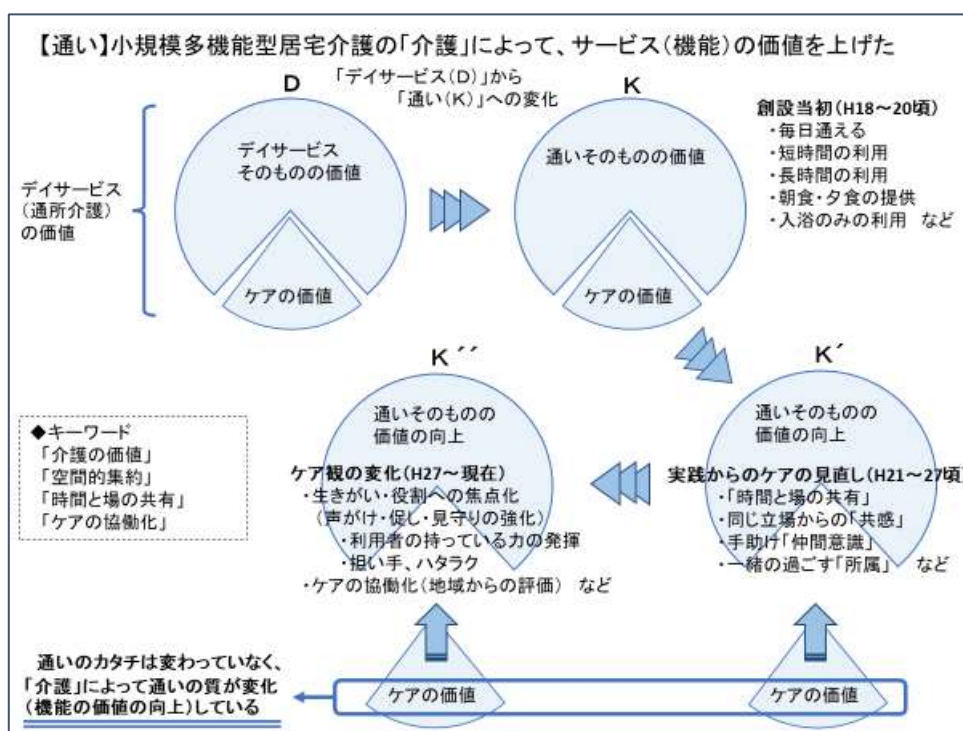 【通い】小規模多機能型居宅介護の「介護」によって、サービス(機能)の価値を上げた
D
「デイサービス(D)」から
「通い(K)」への変化
K
デイサービス
(通所介護)
の価値
デイサービス
そのものの価値
ケアの価値
通いそのものの価値
ケアの価値
創設当初(H18～20頃)
・毎日通える
・短時間の利用
・長時間の利用
・朝食・夕食の提供
・入浴のみの利用 など
K´
通いそのものの
価値の向上
実践からのケアの見直し(H21～27頃)
・「時間と場の共有」
・同じ立場からの「共感」
・手助け「仲間意識」
・一緒の過ごす「所属」 など
ケアの価値
K´´
通いそのものの
価値の向上
ケア観の変化(H27～現在)
・生きがい・役割への焦点化
(声がけ・促し・見守りの強化)
・利用者の持っている力の発揮
・担い手、ハタラク
・ケアの協働化(地域からの評価) など
ケアの価値
◆キーワード
「介護の価値」
「空間的集約」
「時間と場の共有」
「ケアの協働化」
通いのカタチは変わっていなく、
「介護」によって通いの質が変化
(機能の価値の向上)している